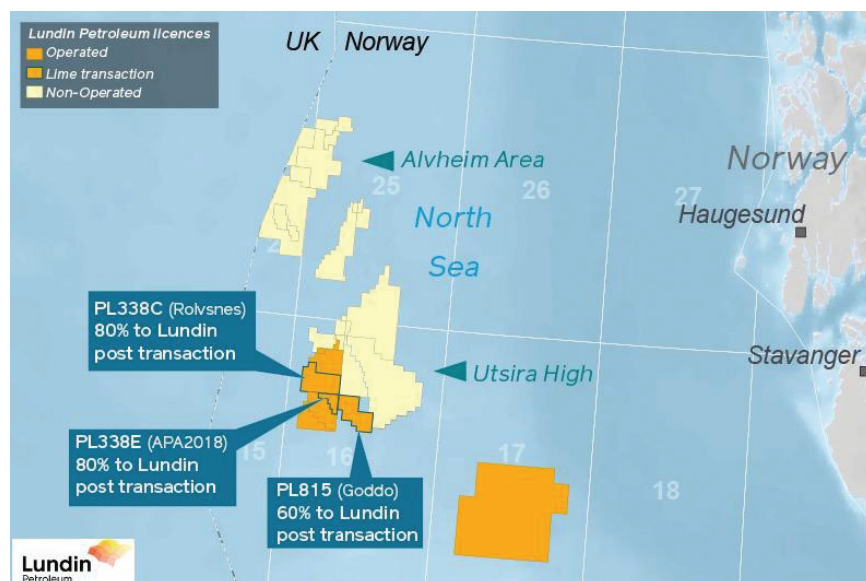 Lundin Petroleum licences
Operated
Lime transaction
Non-Operated
UK Norway
Alvheim Area
25
26
27
Norway
Haugesund
North
Sea
2
PL338C (Rolvsnes)
80% to Lundin
post transaction
Stavanger
Utsira High
PL338E (APA2018)
80% to Lundin
post transaction
15
16
17
18
PL815 (Goddo)
60% to Lundin
post transaction
Lundin
Petroleum